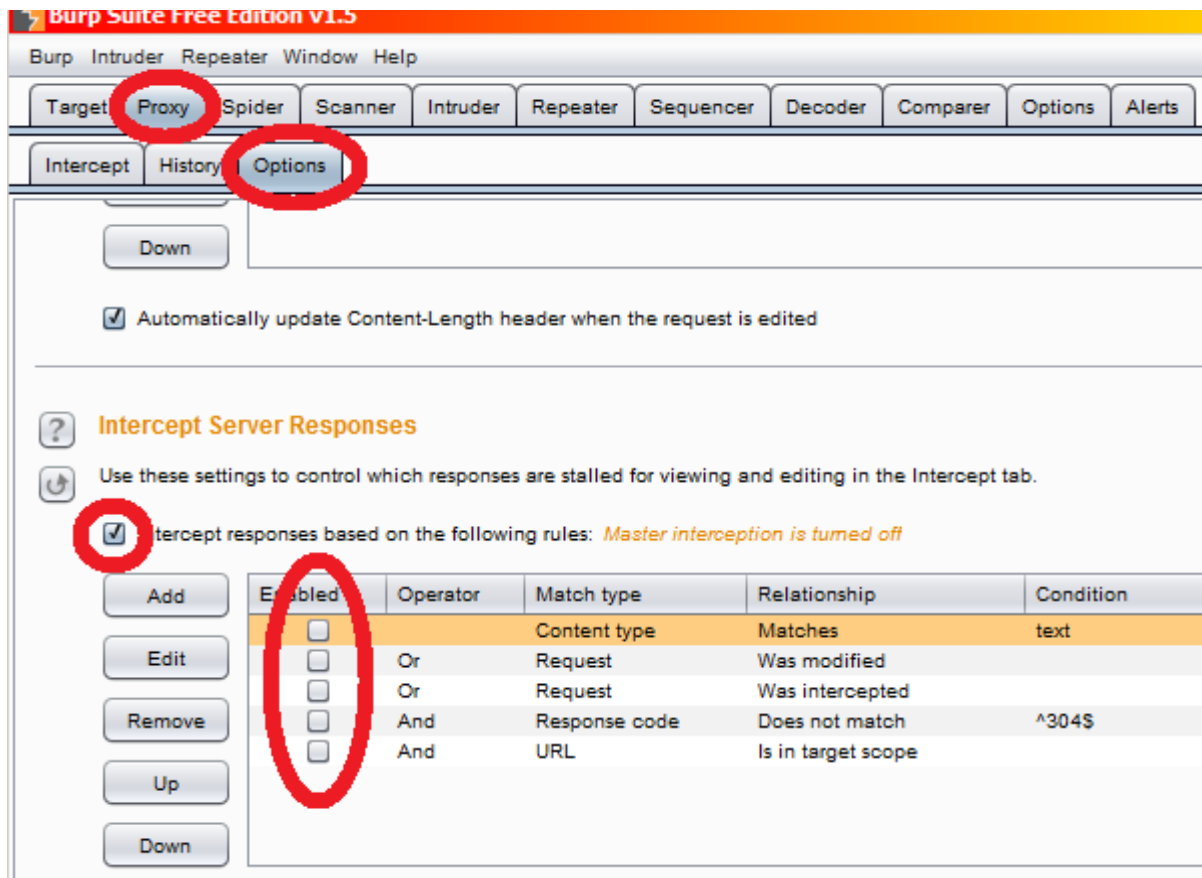 Burp Suite Free Edition v1.5
Burp Intruder Repeater Window Help
Target Proxy Spider Scanner Intruder Repeater Sequencer Decoder Comparer Options Alerts
Intercept History Options
Down
Automatically update Content-Length header when the request is edited
? Intercept Server Responses
Use these settings to control which responses are stalled for viewing and editing in the Intercept tab.
Intercept responses based on the following rules: Master interception is turned off
Add
Edit
Remove
Up
Down
Enabled Operator Match type Relationship Condition
Content type Matches text
Or Request Was modified
Or Request Was intercepted
And Response code Does not match ^304$
And URL Is in target scope